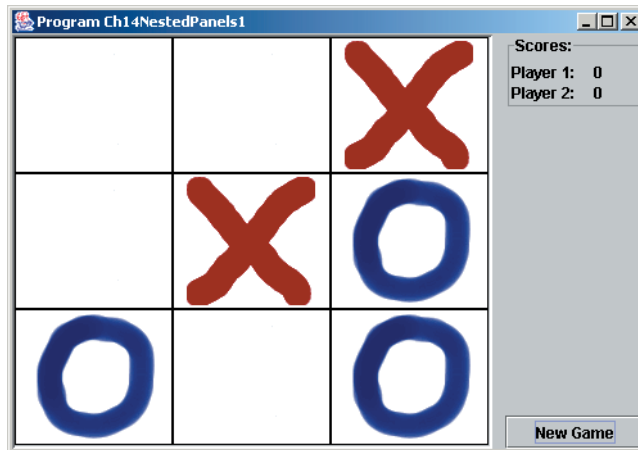 Program Ch14NestedPanels1
Scores:
Player 1: 0
Player 2: 0
New Game